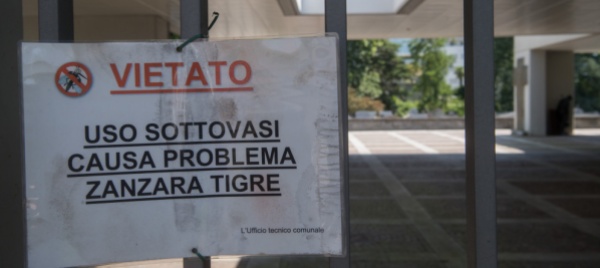 VIETATO
USO SOTTOVASI
CAUSA PROBLEMA
ZANZARA TIGRE
L'Ufficio tecnico comunale